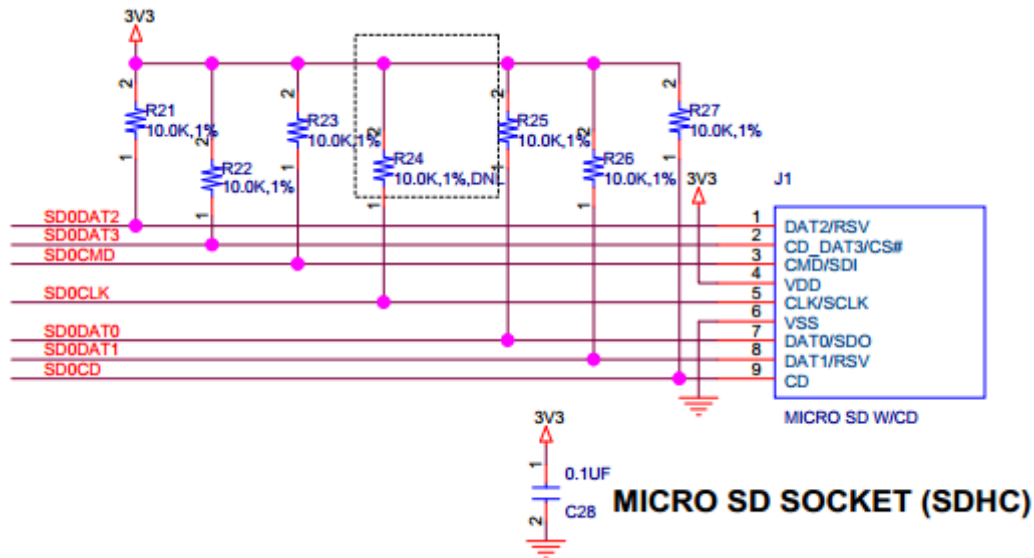 3V3
2
R21
10.0K,1%
1
2
R22
10.0K,1%
1
2
R23
10.0K,1%
1
2
R24
10.0K,1%,DNL
1
2
R25
10.0K,1%
1
2
R26
10.0K,1%
1
2
R27
10.0K,1%
1
3V3
J1
SD0DAT2
1 DAT2/RSV
SD0DAT3
2 CD_DAT3/CS#
SD0CMD
3 CMD/SDI
4 VDD
SD0CLK
5 CLK/SCLK
6 VSS
SD0DAT0
7 DAT0/SDO
SD0DAT1
8 DAT1/RSV
SD0CD
9 CD
MICRO SD W/CD
3V3
1
0.1UF
C28
2
MICRO SD SOCKET (SDHC)